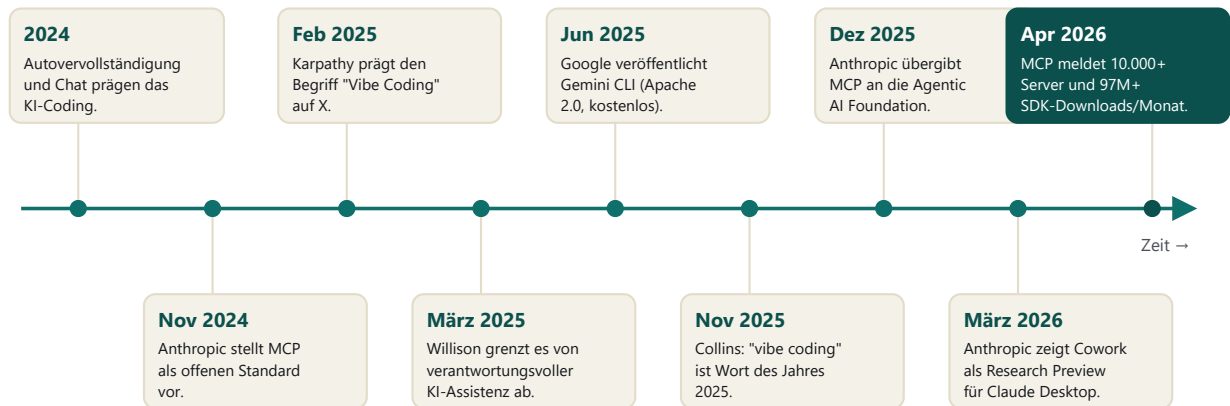 2024
Autovervollständigung
und Chat prägen das
KI-Coding.
Feb 2025
Karpathy prägt den
Begriff "Vibe Coding"
auf X.
Jun 2025
Google veröffentlicht
Gemini CLI (Apache
2.0, kostenlos).
Dez 2025
Anthropic übergibt
MCP an die Agentic
AI Foundation.
Apr 2026
MCP meldet 10.000+
Server und 97M+
SDK-Downloads/Monat.
Zeit →
Nov 2024
Anthropic stellt MCP
als offenen Standard
vor.
März 2025
Willison grenzt es von
verantwortungsvoller
KI-Assistenz ab.
Nov 2025
Collins: "vibe coding"
ist Wort des Jahres
2025.
März 2026
Anthropic zeigt Cowork
als Research Preview
für Claude Desktop.